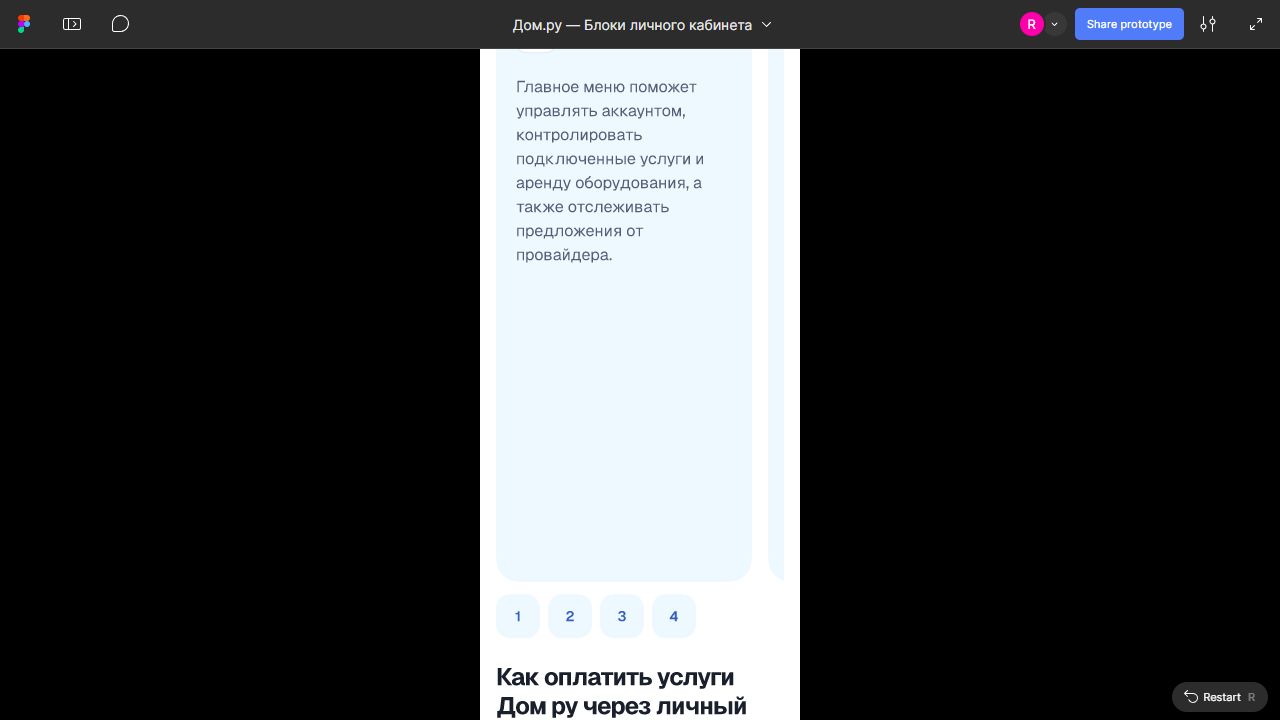 Дом.ру — Блоки личного кабинета
R
Share prototype
Главное меню поможет
управлять аккаунтом,
контролировать
подключенные услуги и
аренду оборудования, а
также отслеживать
предложения от
провайдера.
1 2 3 4
Как оплатить услуги
Дом ру через личный
Restart R